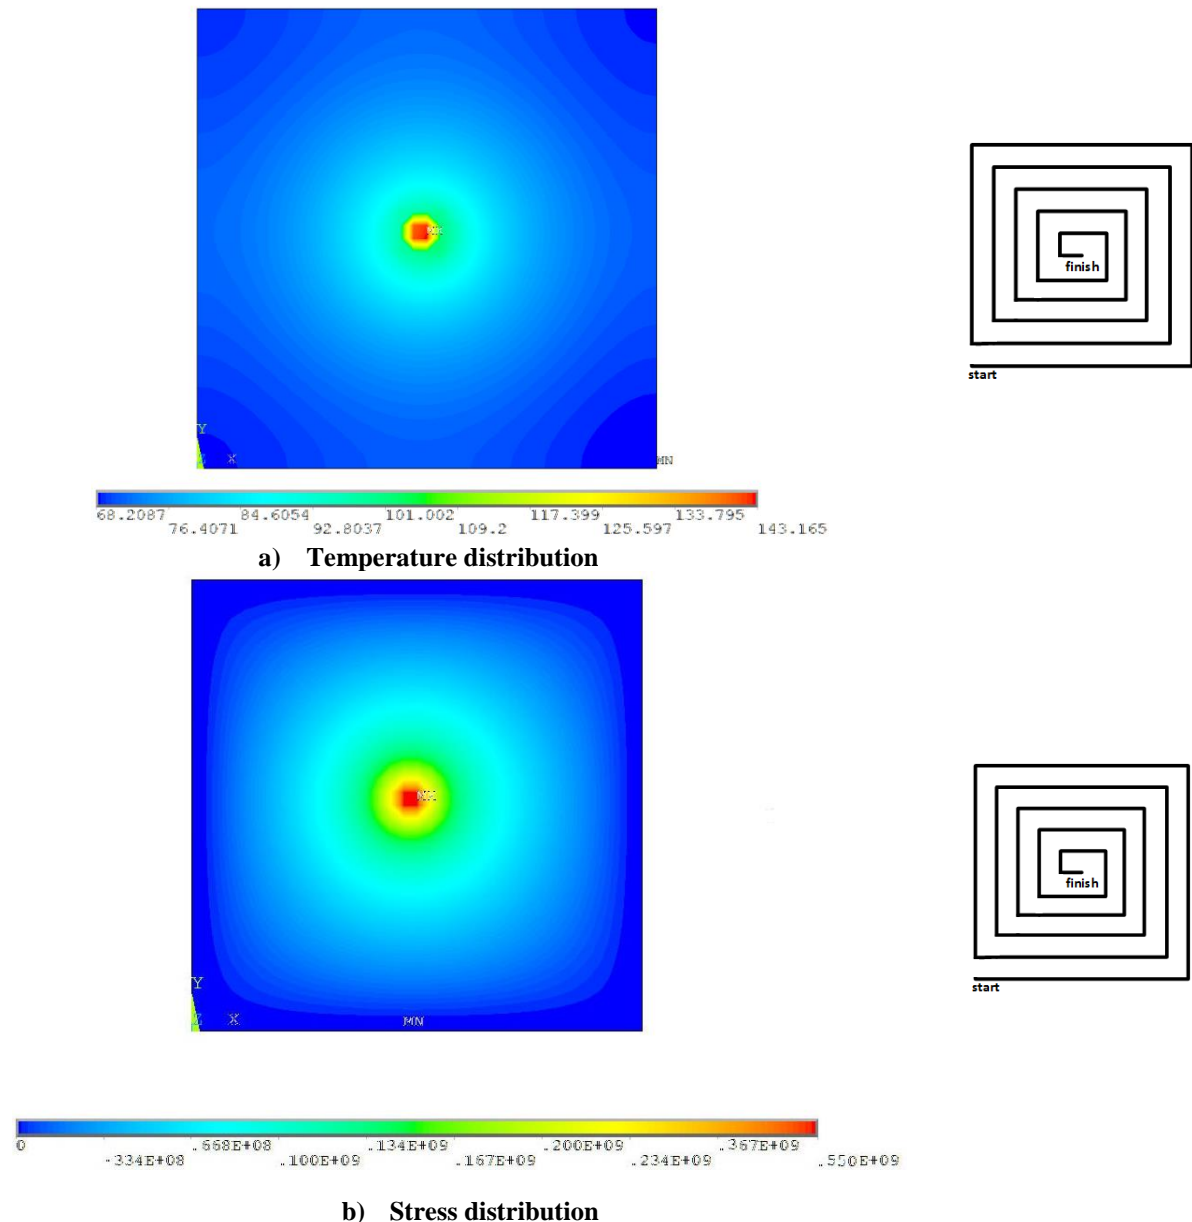 finish
start
Y
Z X
MN
68.2087 84.6054 101.002 117.399 133.795
76.4071 92.8037 109.2 125.597 143.165
a) Temperature distribution
finish
start
Y
Z X
MN
0 .668E+08 .134E+09 .200E+09 .367E+09
.334E+08 .100E+09 .167E+09 .234E+09 .550E+09
b) Stress distribution